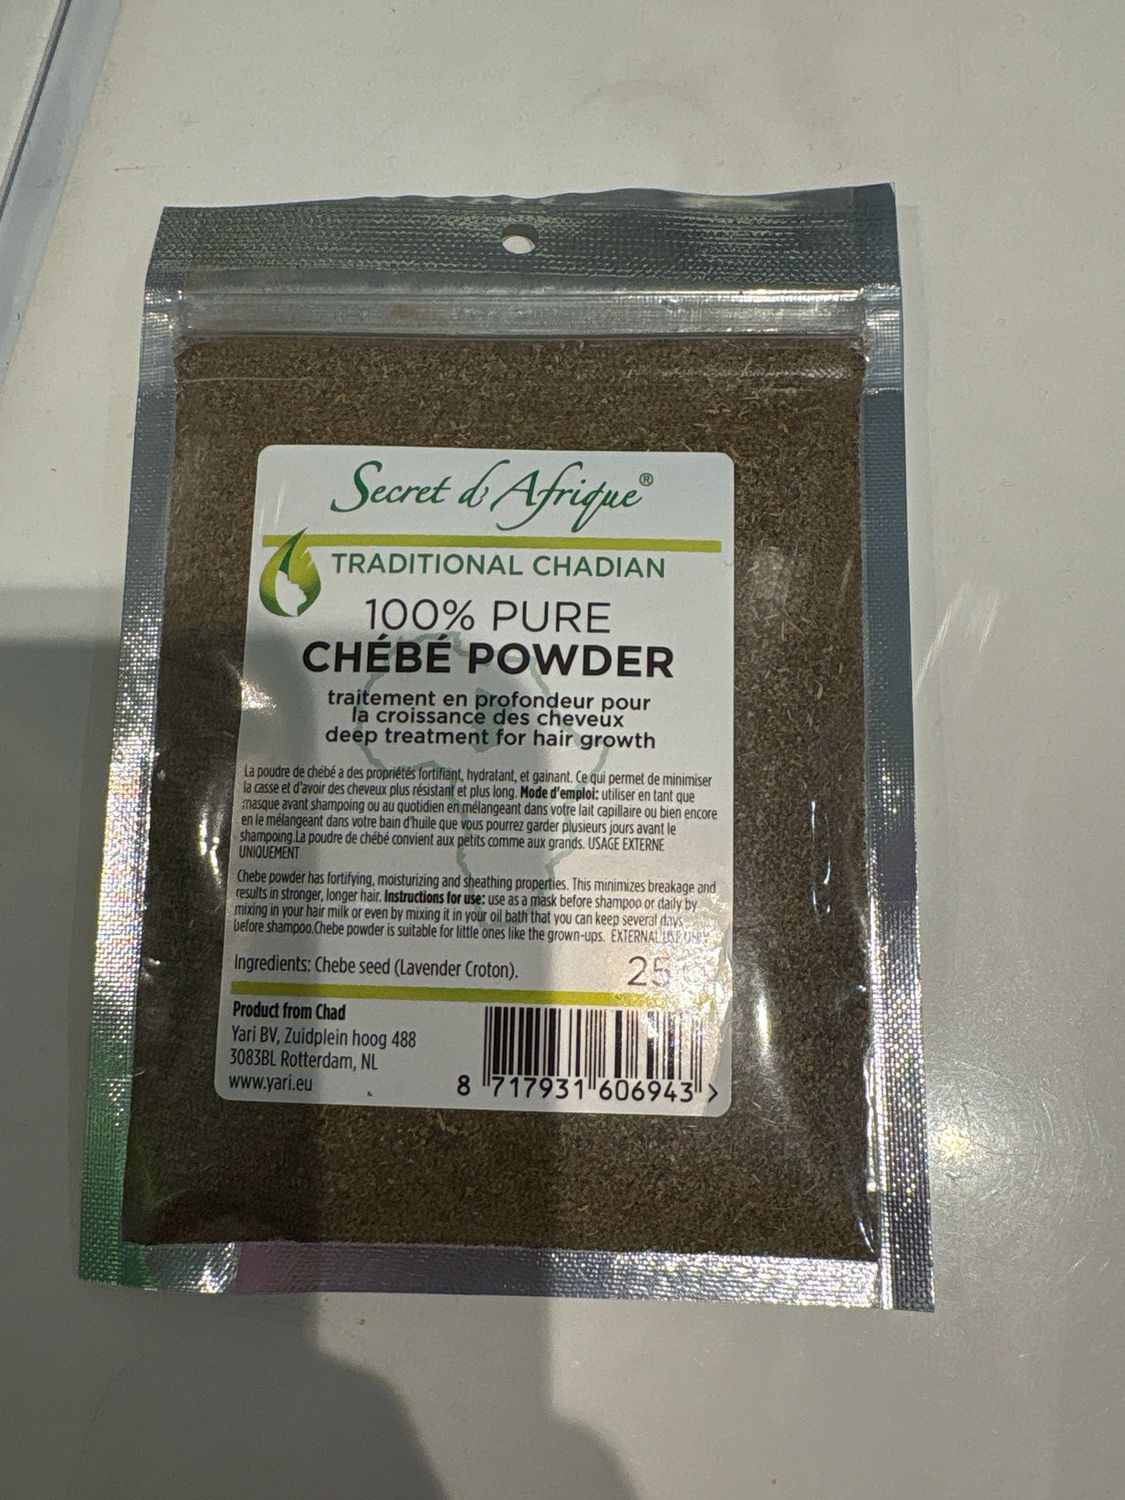 Secret d'Afrique®
TRADITIONAL CHADIAN
100% PURE
CHÉBÉ POWDER
traitement en profondeur pour
la croissance des cheveux
deep treatment for hair growth
La poudre de chébé a des propriétés fortifiant, hydratant, et gainant. Ce qui permet de minimiser
la casse et d'avoir des cheveux plus résistant et plus long. Mode d'emploi: utiliser en tant que
masque avant shampoing ou au quotidien en mélangeant dans votre lait capillaire ou bien encore
en le mélangeant dans votre bain d'huile que vous pourrez garder plusieurs jours avant le
shampoing.La poudre de chébé convient aux petits comme aux grands. USAGE EXTERNE
UNIQUEMENT
Chebe powder has fortifying, moisturizing and sheathing properties. This minimizes breakage and
results in stronger, longer hair. Instructions for use: use as a mask before shampoo or daily by
mixing in your hair milk or even by mixing it in your oil bath that you can keep several days
before shampoo.Chebe powder is suitable for little ones like the grown-ups. EXTERNAL USE ONLY
Ingredients: Chebe seed (Lavender Croton).
25
Product from Chad
Yari BV, Zuidplein hoog 488
3083BL Rotterdam, NL
www.yari.eu
8 717931 606943 >